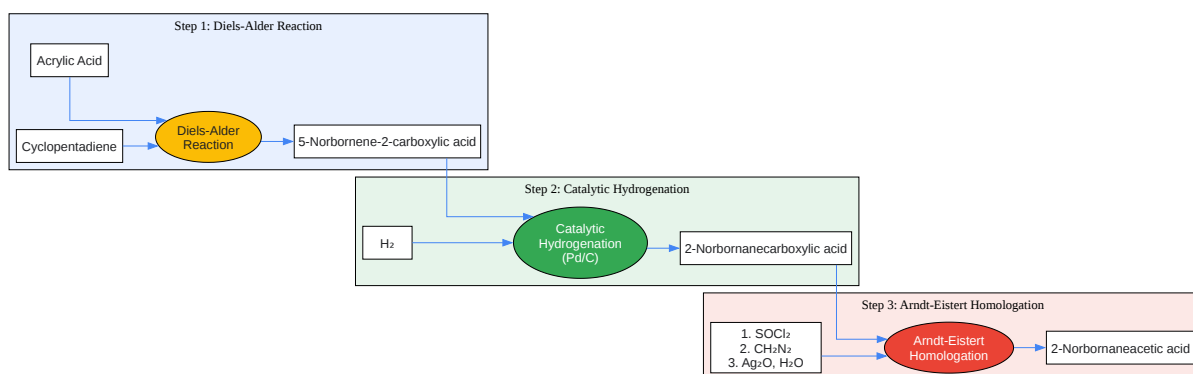 Step 1: Diels-Alder Reaction
Acrylic Acid
Cyclopentadiene
Diels-Alder
Reaction
5-Norbornene-2-carboxylic acid
Step 2: Catalytic Hydrogenation
H₂
Catalytic
Hydrogenation
(Pd/C)
2-Norbornanecarboxylic acid
Step 3: Arndt-Eistert Homologation
1. SOCl₂
2. CH₂N₂
3. Ag₂O, H₂O
Arndt-Eistert
Homologation
2-Norbornaneacetic acid